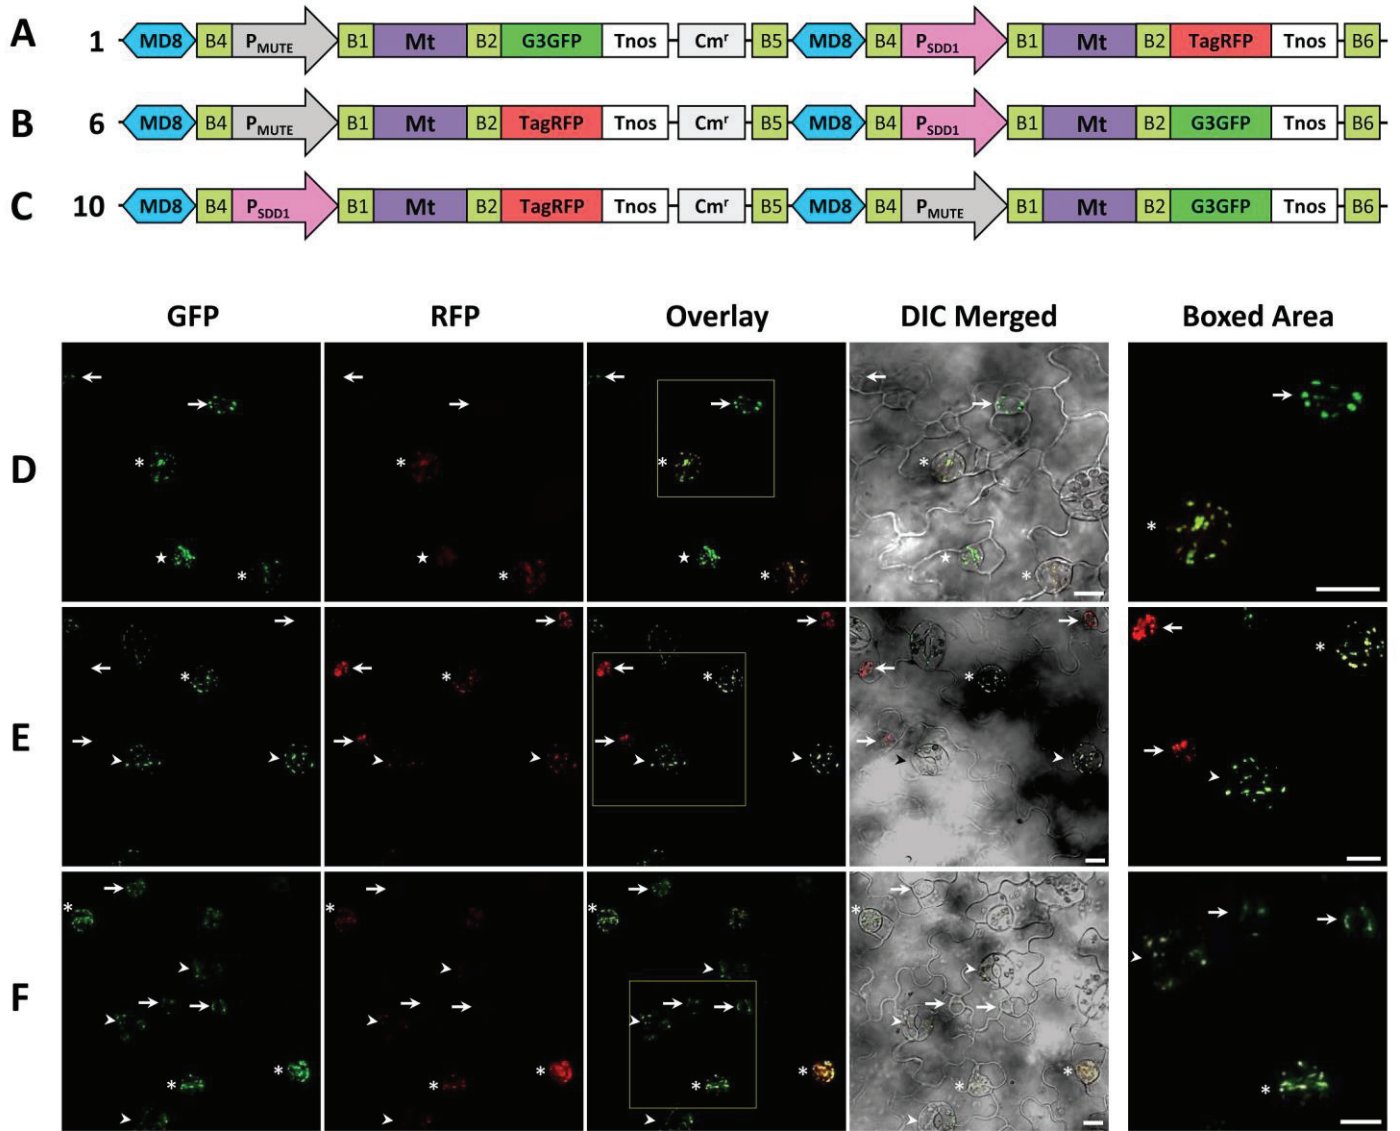 A 1 MD8 B4 PMUTE B1 Mt B2 G3GFP Tnos Cmr B5 MD8 B4 PSDD1 B1 Mt B2 TagRFP Tnos B6
B 6 MD8 B4 PMUTE B1 Mt B2 TagRFP Tnos Cmr B5 MD8 B4 PSDD1 B1 Mt B2 G3GFP Tnos B6
C 10 MD8 B4 PSDD1 B1 Mt B2 TagRFP Tnos Cmr B5 MD8 B4 PMUTE B1 Mt B2 G3GFP Tnos B6
GFP RFP Overlay DIC Merged Boxed Area
D
E
F